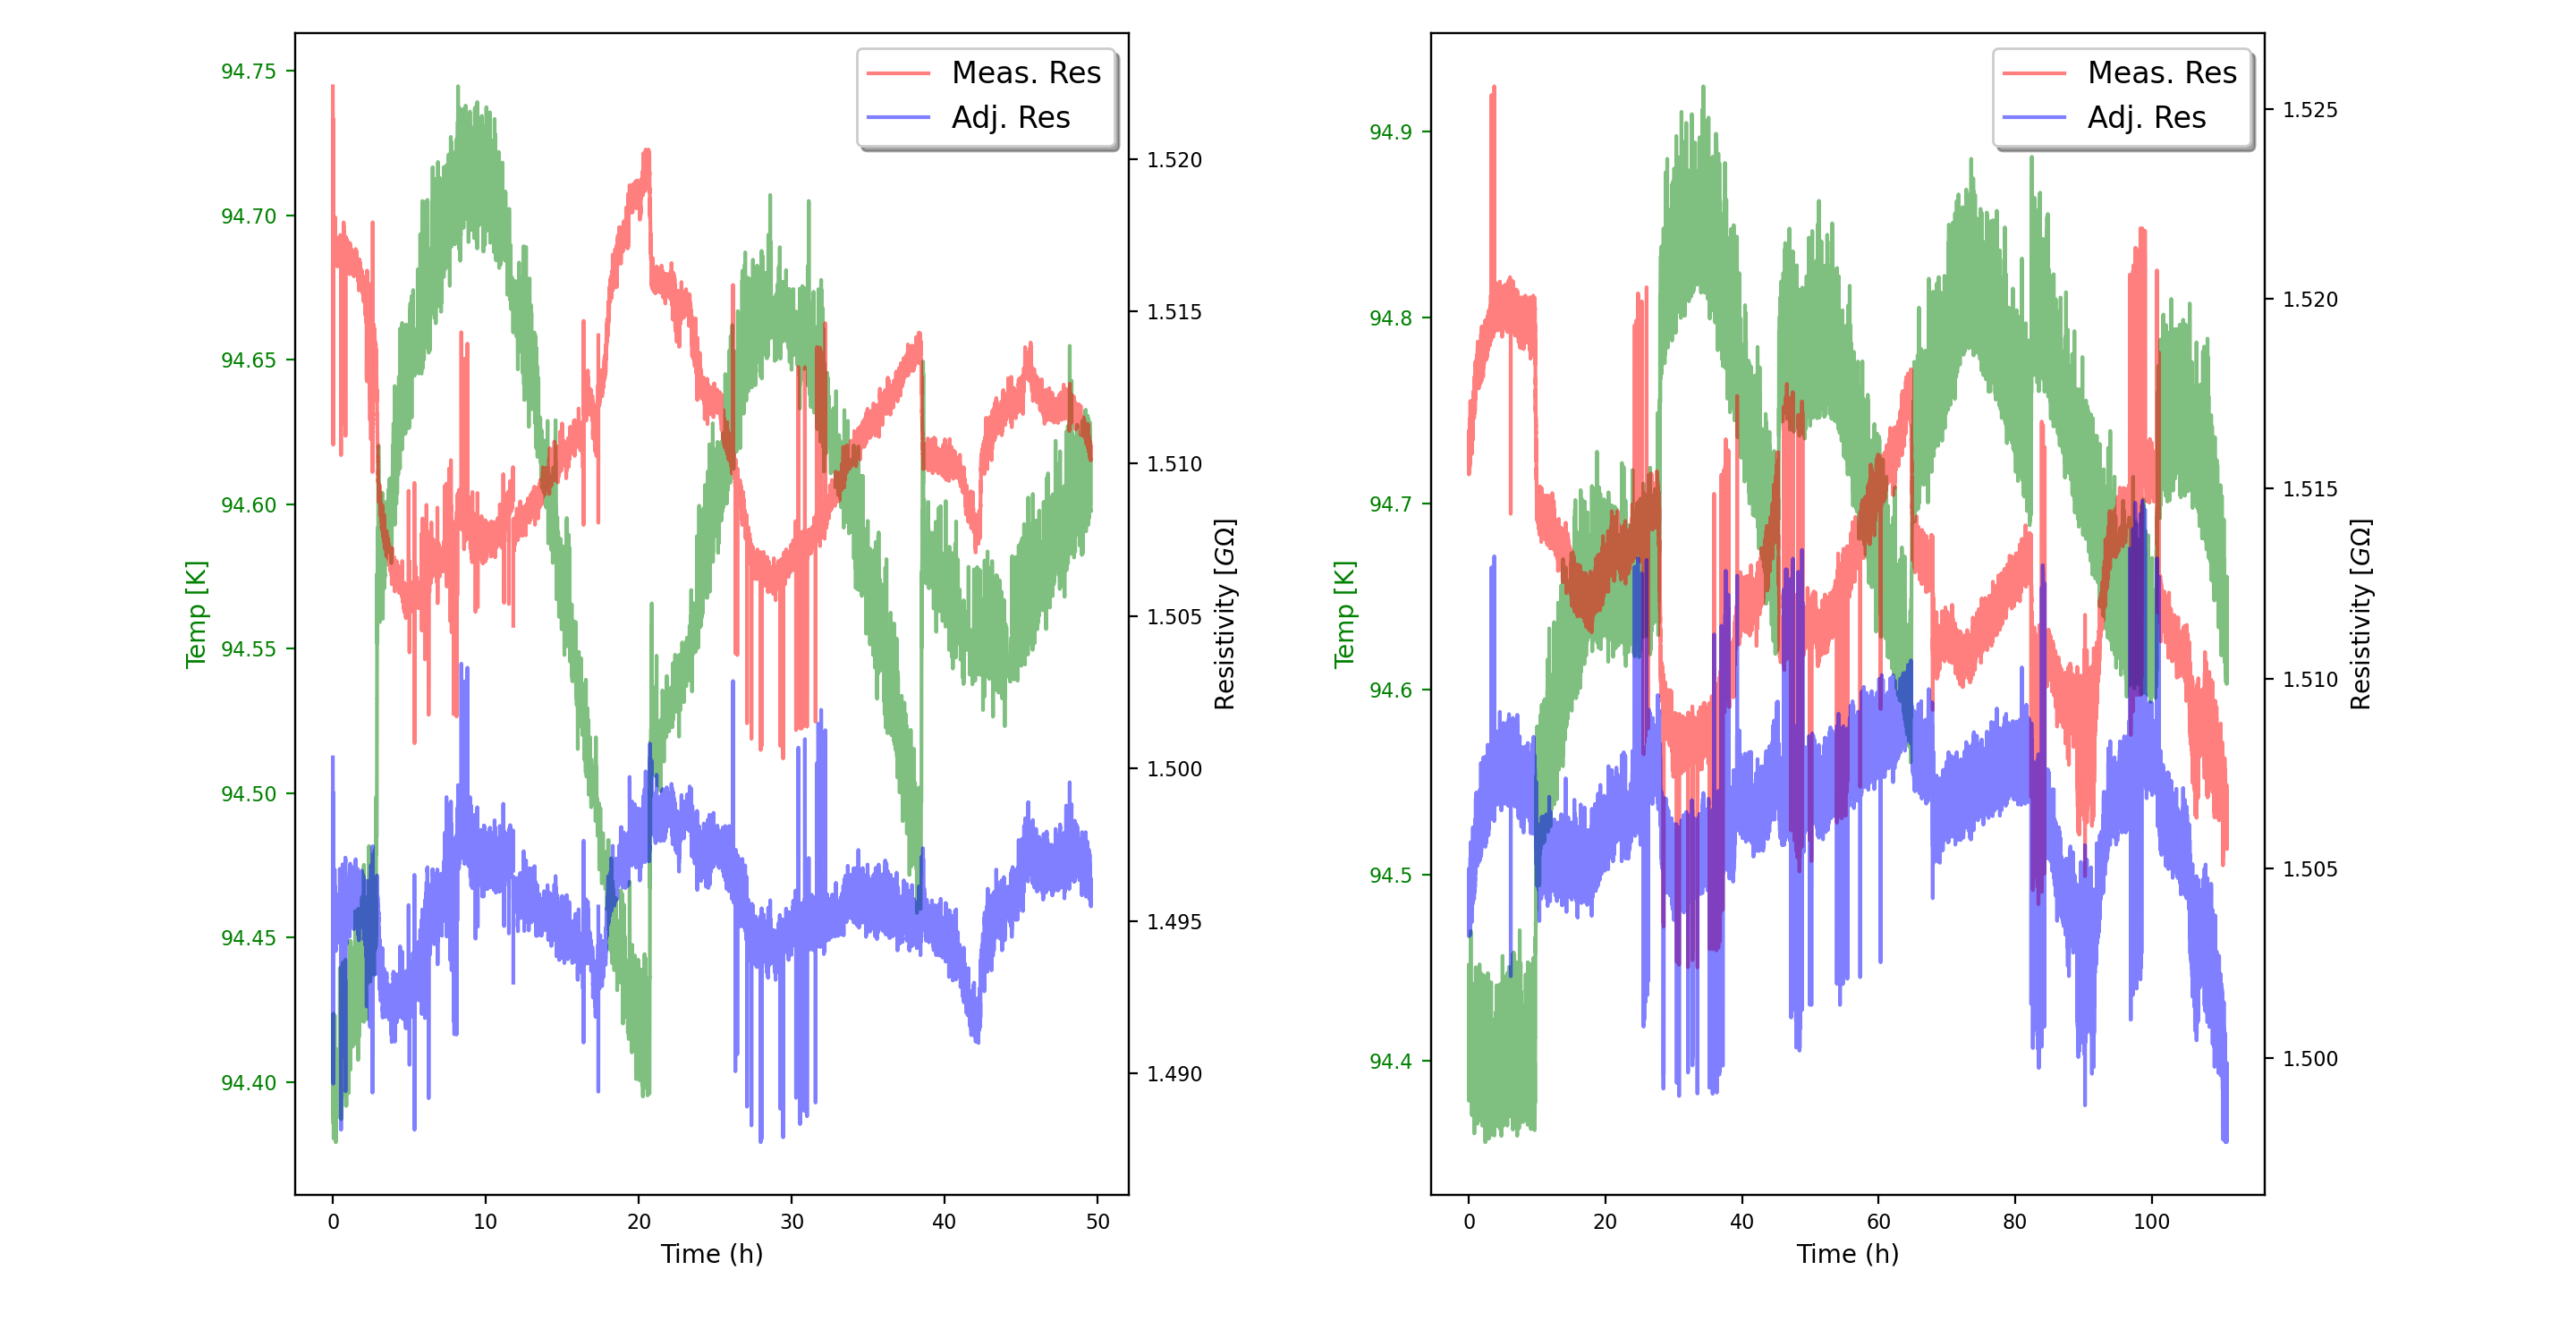 Meas. Res
Adj. Res
94.75
94.70
94.65
94.60
94.55
94.50
94.45
94.40
Temp [K]
1.520
1.515
1.510
1.505
1.500
1.495
1.490
Resistivity [GΩ]
0 10 20 30 40 50
Time (h)
Meas. Res
Adj. Res
94.9
94.8
94.7
94.6
94.5
94.4
Temp [K]
1.525
1.520
1.515
1.510
1.505
1.500
Resistivity [GΩ]
0 20 40 60 80 100
Time (h)